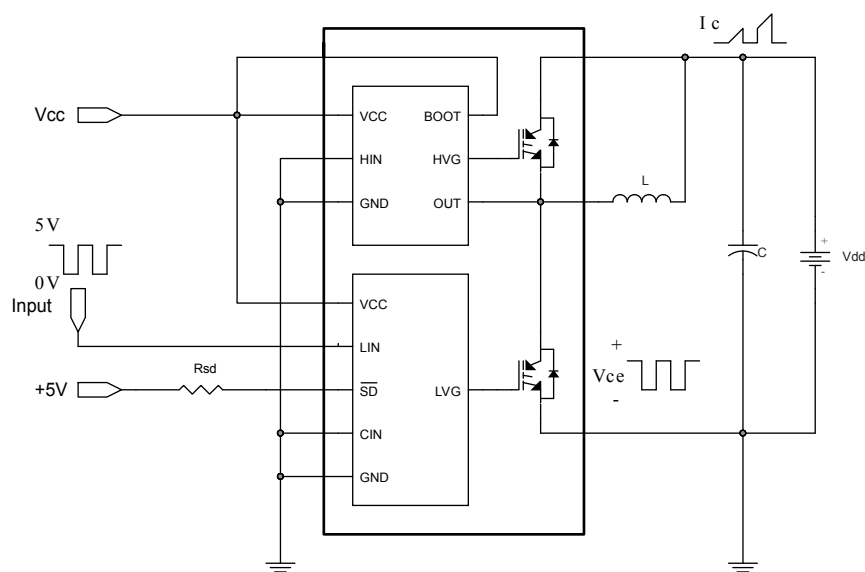 Ic
Vcc
VCC BOOT
HIN HVG
GND OUT
L
5V
0V
Input
+5V
Rsd
VCC
LIN
SD
CIN
GND
LVG
+
Vce
-
C
+
-
Vdd